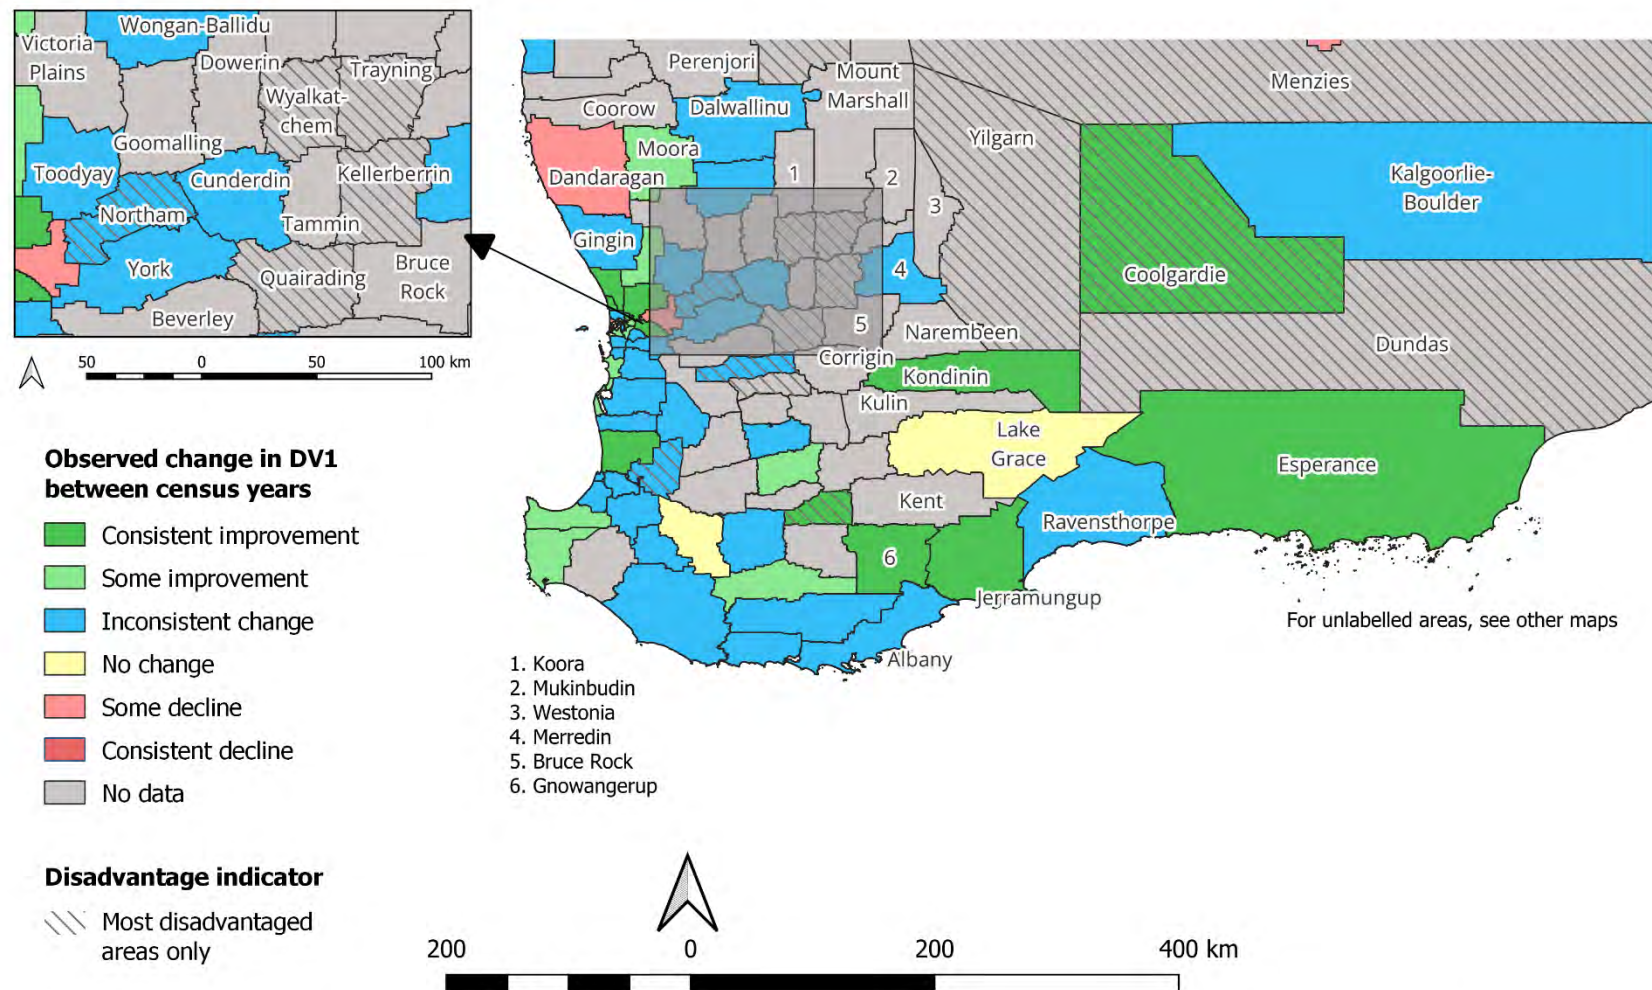 Wongan-Ballidu
Victoria
Plains
Dowerin
Trayning
Wyalkat-
chem
Goomalling
Toodyay
Cunderdin
Kellerberrin
Northam
Tammin
York
Quairading
Bruce
Rock
Beverley
50 0 50 100 km
Observed change in DV1
between census years
Consistent improvement
Some improvement
Inconsistent change
No change
Some decline
Consistent decline
No data
Disadvantage indicator
Most disadvantaged
areas only
Perenjori
Mount
Marshall
Menzies
Coorow
Dalwallinu
Moora
Yilgarn
Dandaragan
1
2
3
Kalgoorlie-
Boulder
Gingin
4
Coolgardie
5
Narembeen
Dundas
Corrigin
Kondinin
Kulin
Lake
Grace
Esperance
Kent
Ravensthorpe
6
Jerramungup
For unlabelled areas, see other maps
Albany
1. Koora
2. Mukinbudin
3. Westonia
4. Merredin
5. Bruce Rock
6. Gnowangerup
200 0 200 400 km